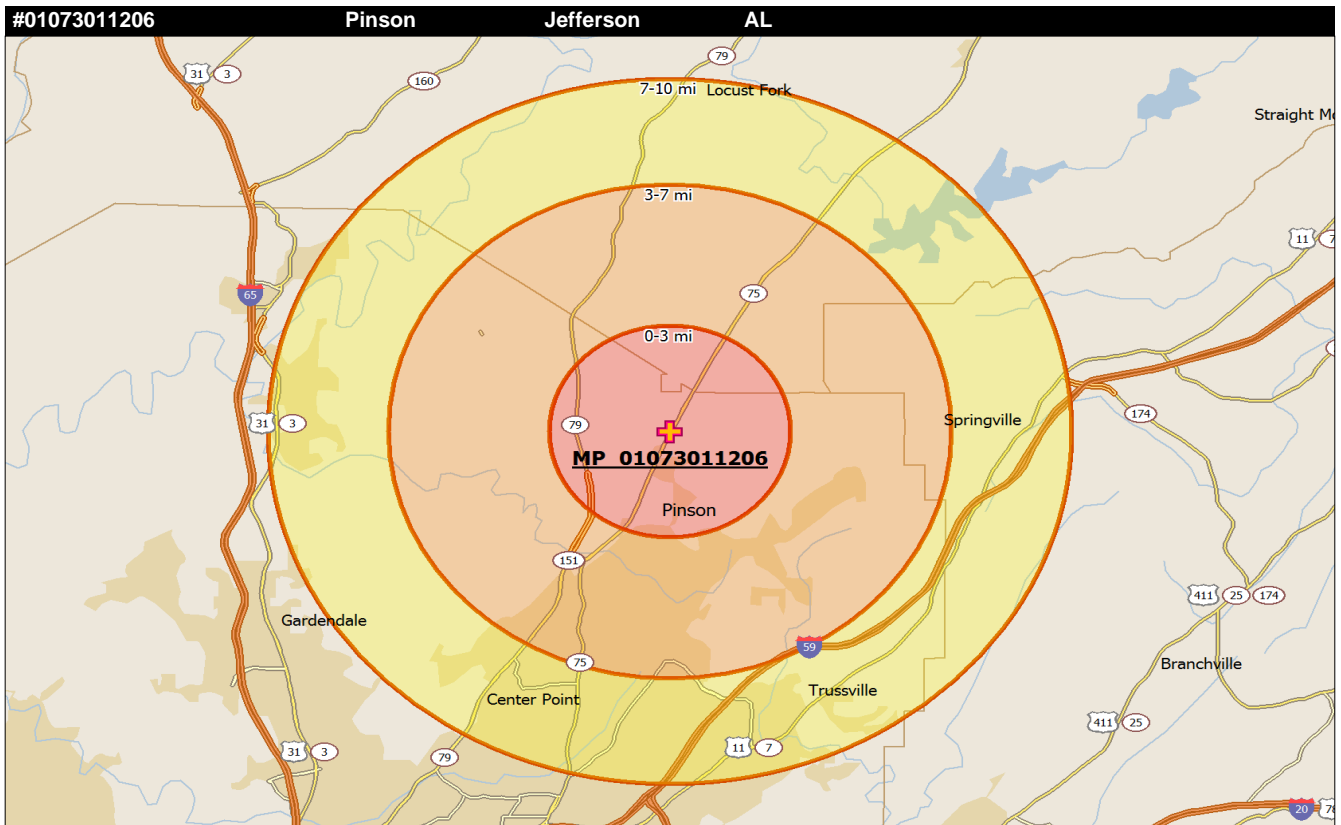 #01073011206 Pinson Jefferson AL
79
31 3
160
7-10 mi Locust Fork
Straight
3-7 mi
11
65
75
0-3 mi
31 3
79
Springville
174
MP 01073011206
Pinson
151
411 25 174
Gardendale
59
75
Branchville
Center Point
Trussville
411 25
31 3
79
11 7
20